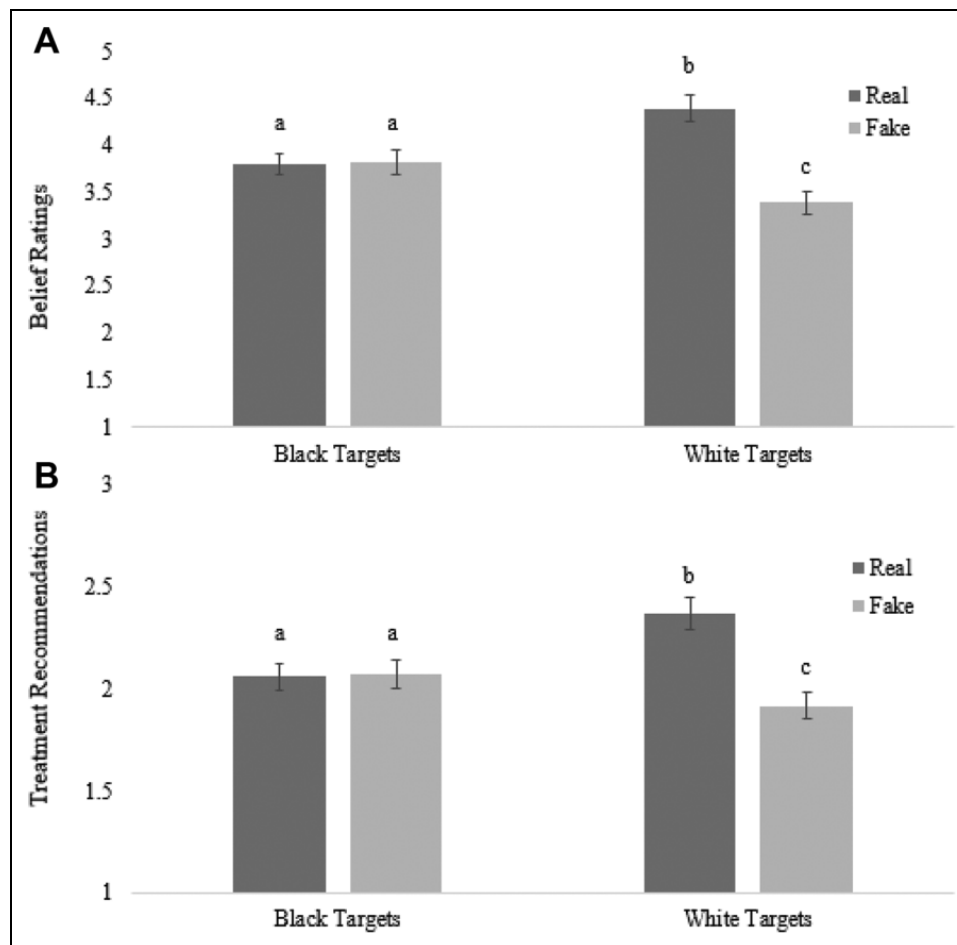 A
5
b
4.5
Real
a
a
Fake
4
c
3.5
Belief Ratings
3
2.5
2
1.5
1
Black Targets
White Targets
B
3
Treatment Recommendations
b
Real
2.5
a
a
Fake
c
2
1.5
1
Black Targets
White Targets